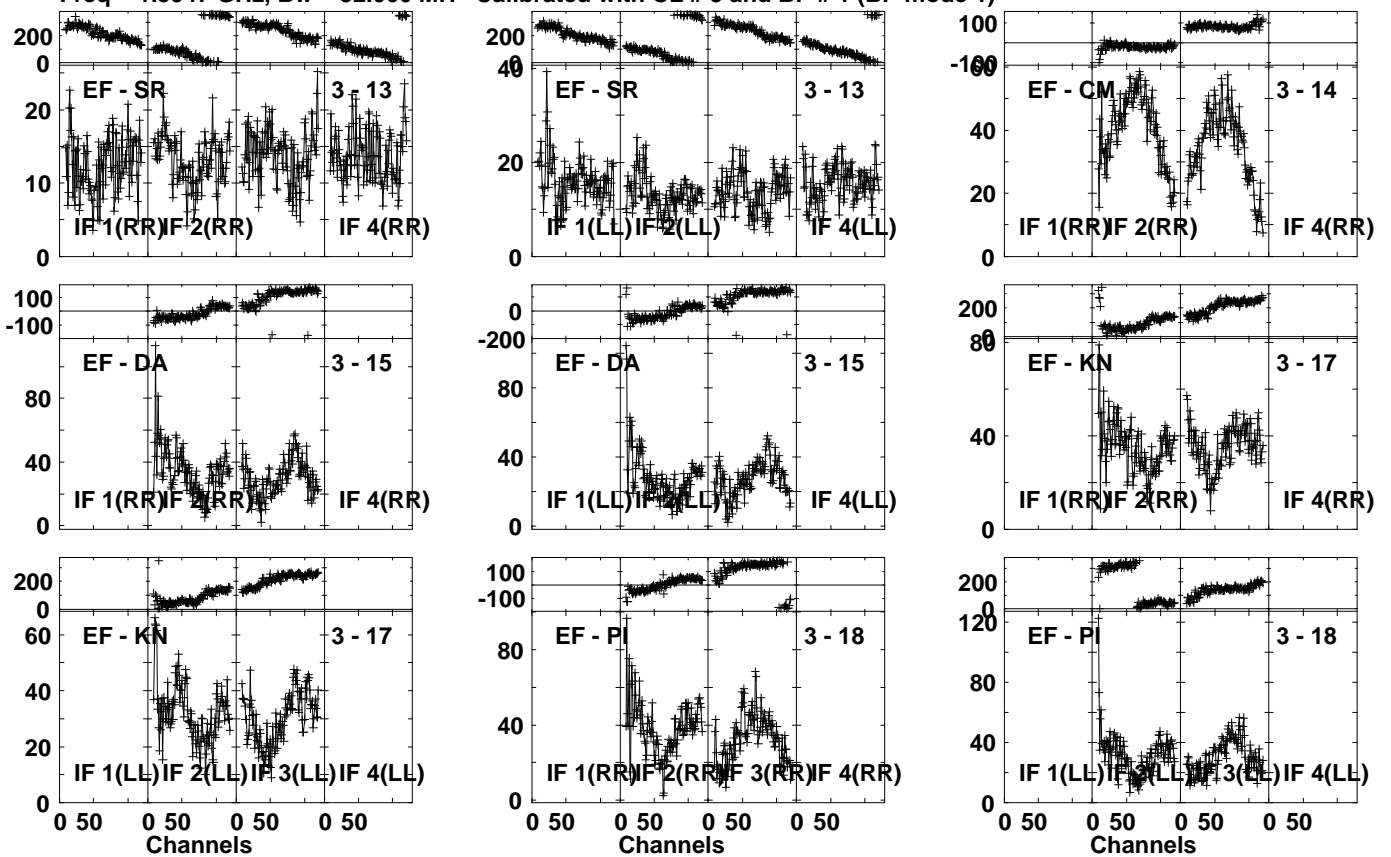 200
0
40
EF - SR
3 - 13
20
10
0
IF 1(RR) IF 2(RR)
IF 4(RR)
200
0
EF - SR
3 - 13
20
0
IF 1(LL) IF 2(LL)
IF 4(LL)
100
-100
60
EF - CM
3 - 14
40
20
0
IF 1(RR) IF 2(RR)
IF 4(RR)
100
-100
EF - DA
3 - 15
80
40
0
IF 1(RR) IF 2(RR)
IF 4(RR)
0
-200
EF - DA
3 - 15
80
40
0
IF 1(LL) IF 2(LL)
IF 4(LL)
200
0
80
EF - KN
3 - 17
40
0
IF 1(RR) IF 2(RR)
IF 4(RR)
200
0
EF - KN
3 - 17
60
40
20
0
IF 1(LL) IF 2(LL) IF 3(LL) IF 4(LL)
0 50 0 50 0 50 0 50
Channels
100
-100
EF - PI
3 - 18
80
40
0
IF 1(RR) IF 2(RR) IF 3(RR) IF 4(RR)
0 50 0 50 0 50 0 50
Channels
200
0
120
EF - PI
3 - 18
80
40
0
IF 1(LL) IF 3(LL) IF 4(LL)
0 50 0 50 0 50 0 50
Channels